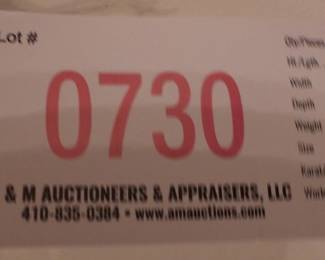 Lot #
0730
& M AUCTIONEERS & APPRAISERS, LLC
410-835-0384 • www.amauctions.com
Qty/Pieces
Ht./Lgth
Width
Depth
Weight
Size
Karat